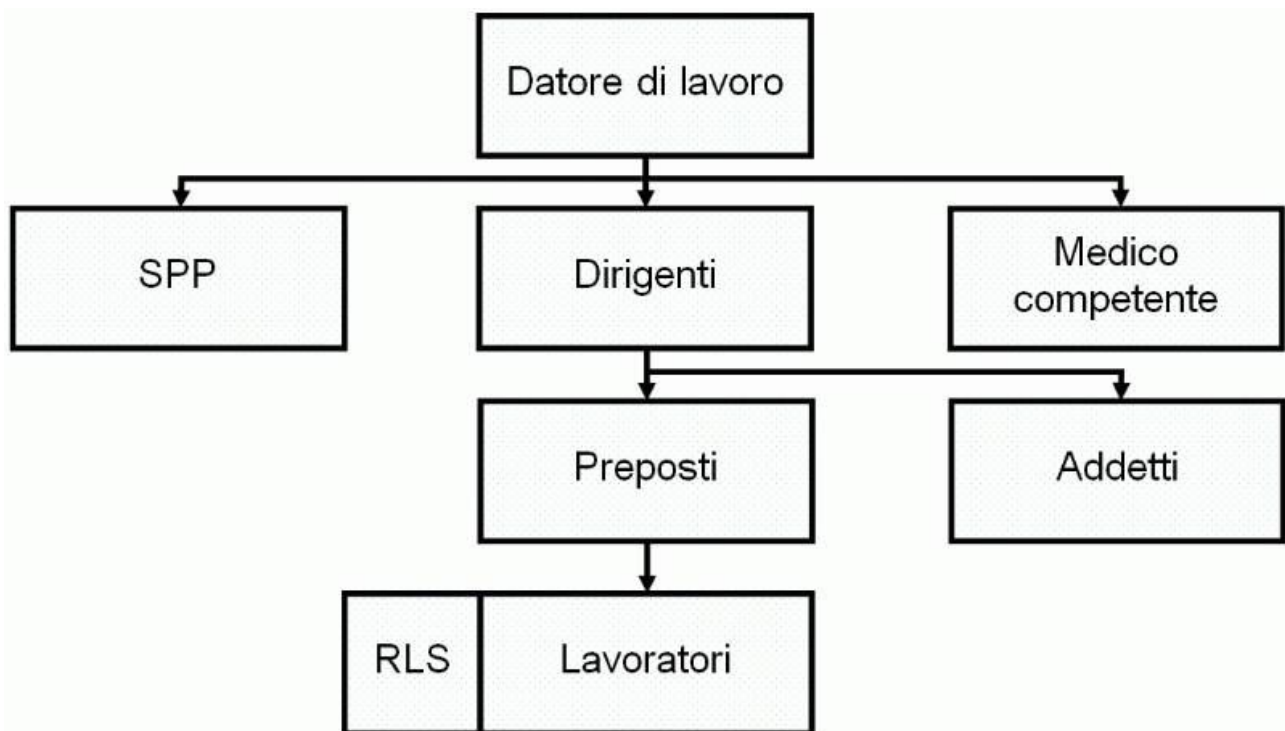 Datore di lavoro
SPP
Dirigenti
Medico
competente
Preposti
Addetti
RLS
Lavoratori